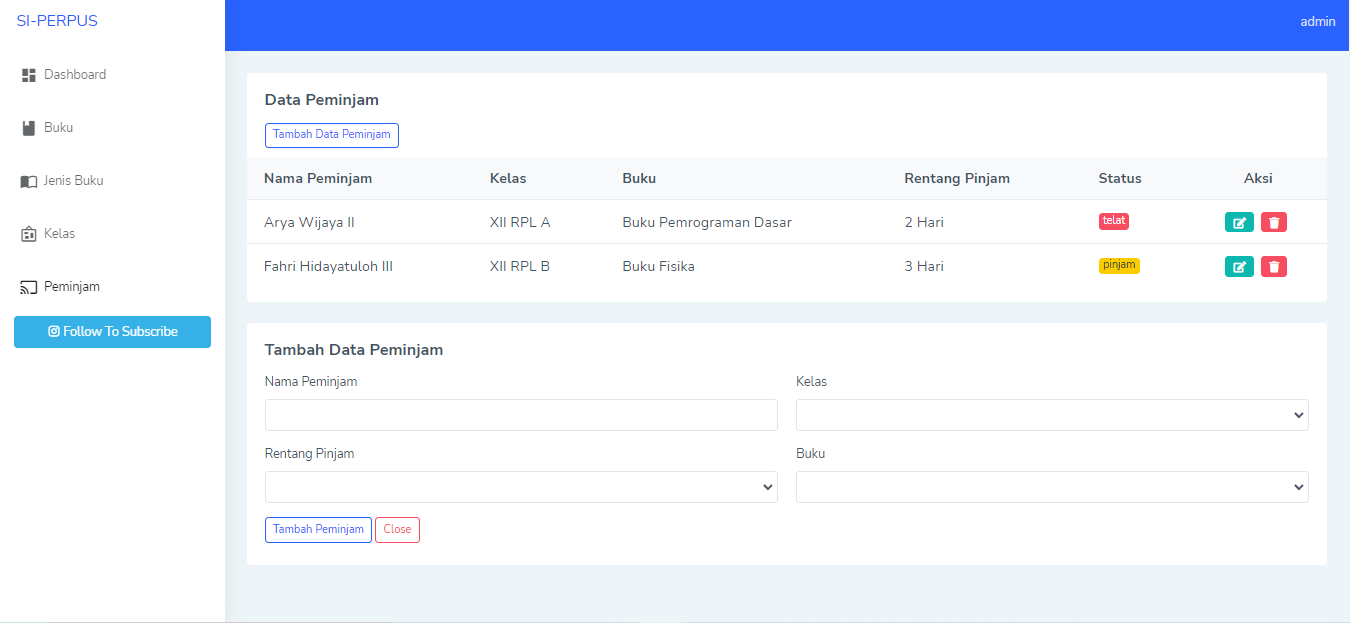 SI-PERPUS
admin
Dashboard
Buku
Jenis Buku
Kelas
Peminjam
Follow To Subscribe
Data Peminjam
Tambah Data Peminjam
Nama Peminjam Kelas Buku Rentang Pinjam Status Aksi
Arya Wijaya II XII RPL A Buku Pemrograman Dasar 2 Hari telat
Fahri Hidayatuloh III XII RPL B Buku Fisika 3 Hari pinjam
Tambah Data Peminjam
Nama Peminjam Kelas
Rentang Pinjam Buku
Tambah Peminjam Close